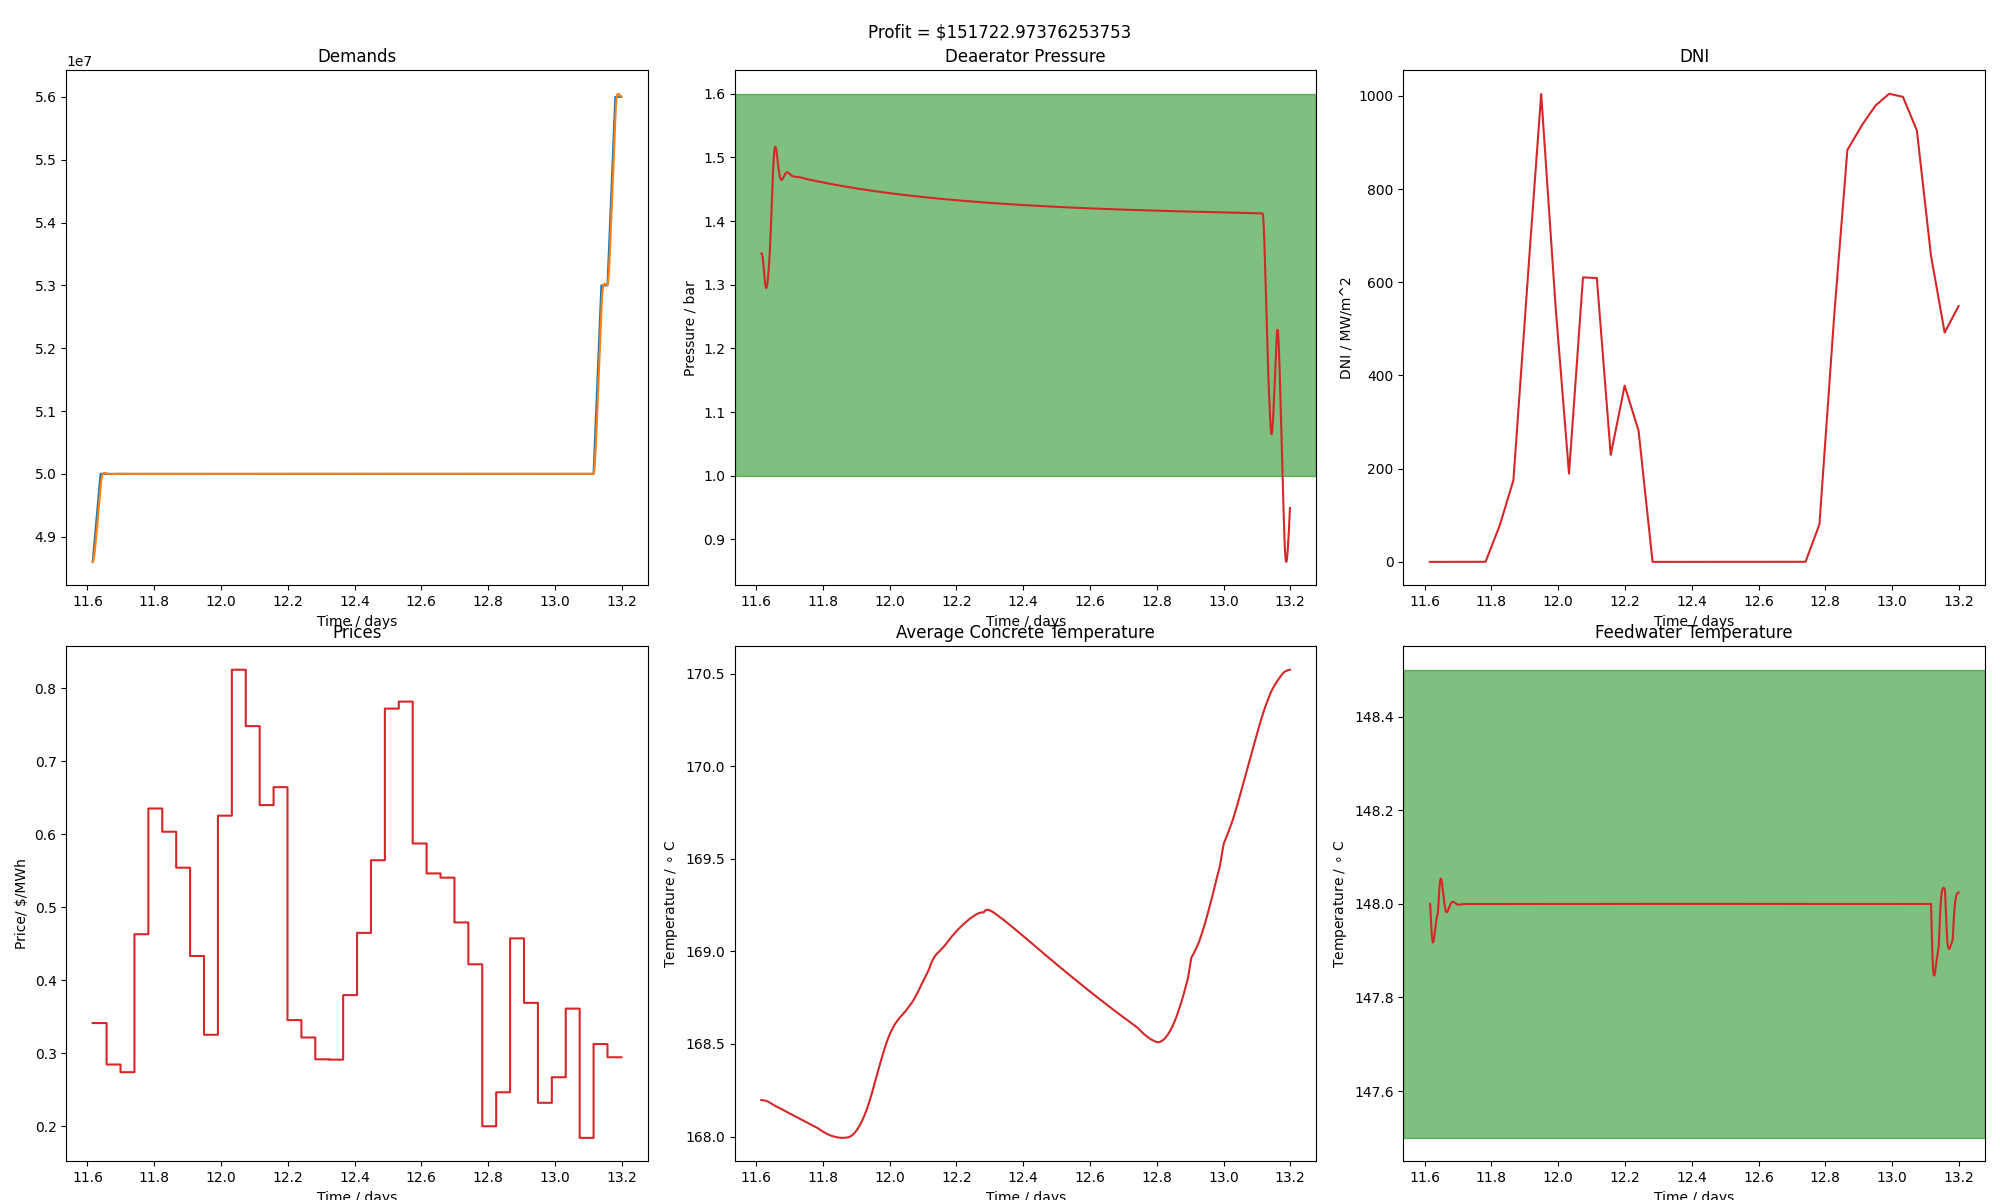 Profit = $151722.97376253753
Demands
1e7
5.6
5.5
5.4
5.3
5.2
5.1
5.0
4.9
11.6 11.8 12.0 12.2 12.4 12.6 12.8 13.0 13.2
Time / days
Deaerator Pressure
Pressure / bar
1.6
1.5
1.4
1.3
1.2
1.1
1.0
0.9
11.6 11.8 12.0 12.2 12.4 12.6 12.8 13.0 13.2
Time / days
DNI
DNI / MW/m^2
1000
800
600
400
200
0
11.6 11.8 12.0 12.2 12.4 12.6 12.8 13.0 13.2
Time / days
Prices
Price/ $/MWh
0.8
0.7
0.6
0.5
0.4
0.3
0.2
11.6 11.8 12.0 12.2 12.4 12.6 12.8 13.0 13.2
Time / days
Average Concrete Temperature
Temperature / ∘ C
170.5
170.0
169.5
169.0
168.5
168.0
11.6 11.8 12.0 12.2 12.4 12.6 12.8 13.0 13.2
Time / days
Feedwater Temperature
Temperature / ∘ C
148.4
148.2
148.0
147.8
147.6
11.6 11.8 12.0 12.2 12.4 12.6 12.8 13.0 13.2
Time / days